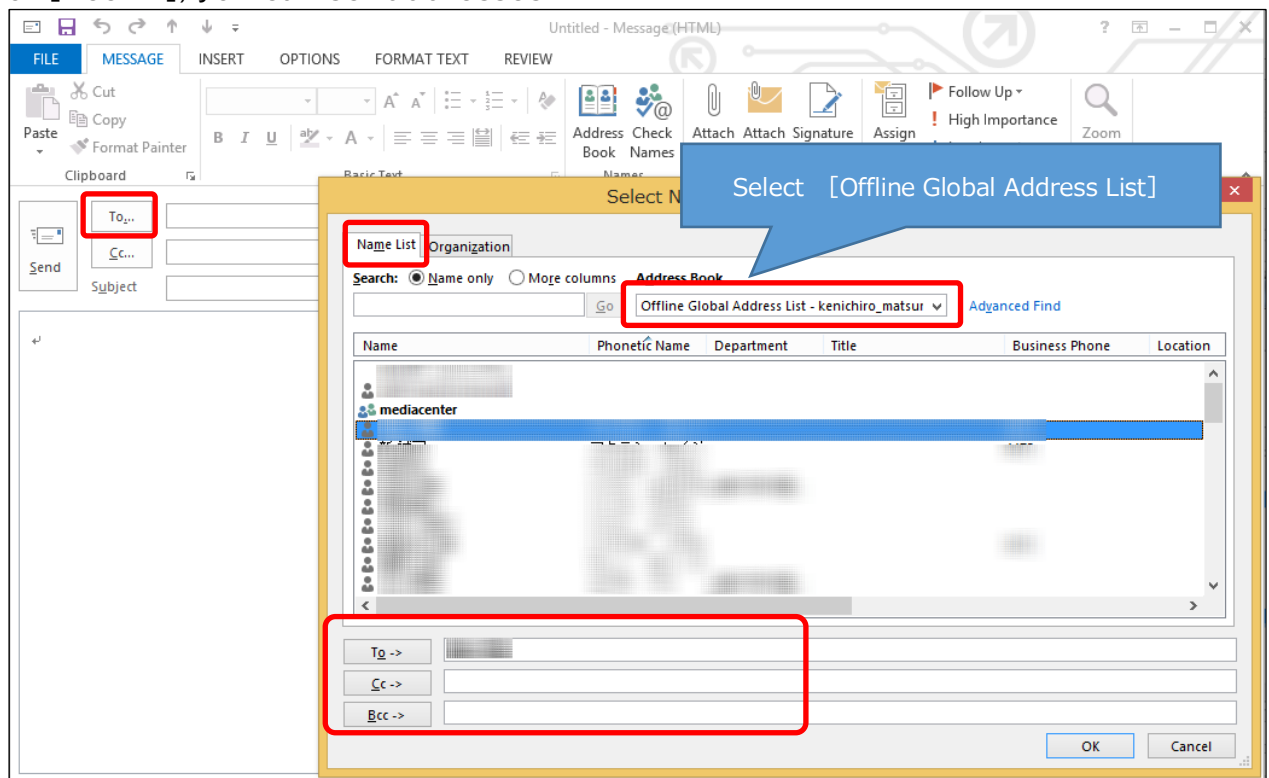 Untitled - Message (HTML)
FILE MESSAGE INSERT OPTIONS FORMAT TEXT REVIEW
Cut
Copy
Paste
Format Painter
Clipboard
B I U
Basic Text
Address Book
Check Names
Names
Attach
Attach
Signature
Assign
Follow Up
High Importance
Zoom
Select [Offline Global Address List]
Select N
To...
Cc...
Send
Subject
Name List Organization
Search: Name only More columns Address Book
Go Offline Global Address List - kenichiro_matsur Advanced Find
Name Phonetic Name Department Title Business Phone Location
mediacenter
To ->
Cc ->
Bcc ->
OK Cancel